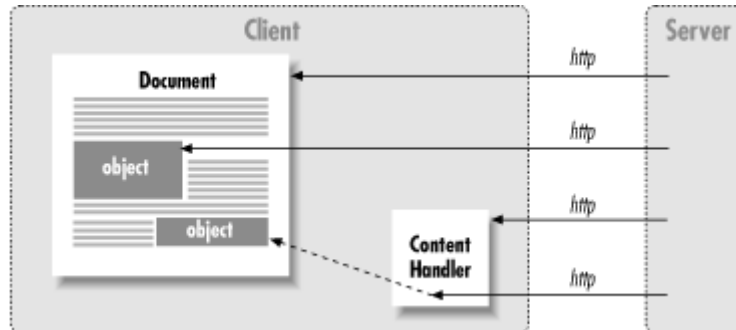 Client
Server
http
Document
http
object
http
object
Content
Handler
http